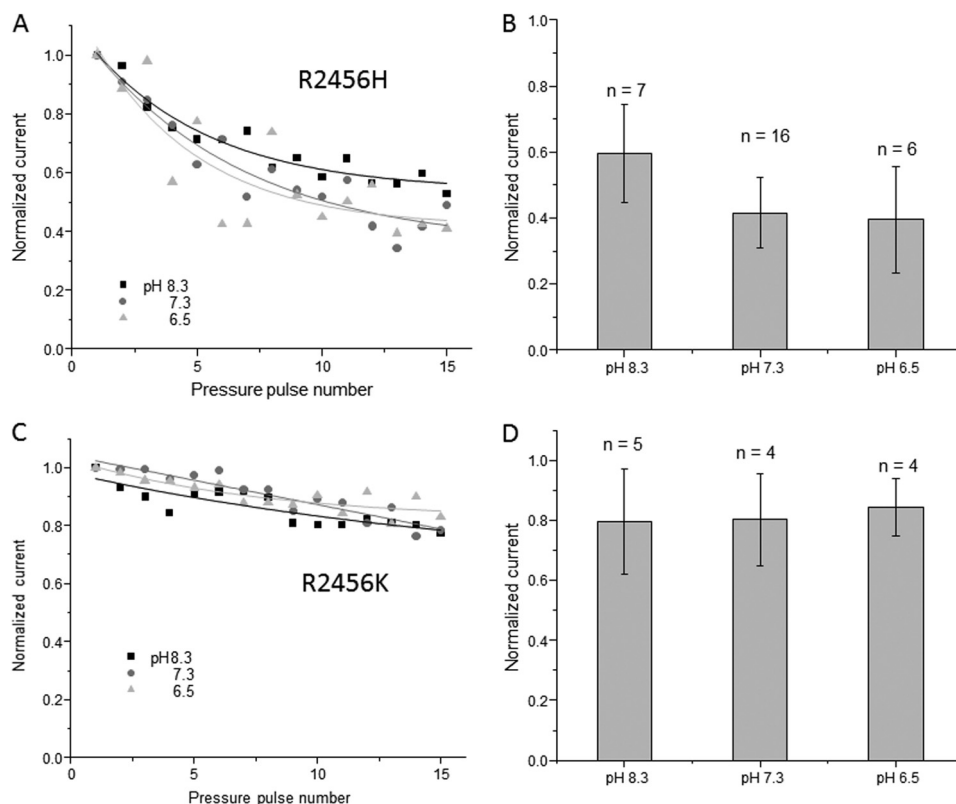 A
Normalized current
1.0
0.8
0.6
0.4
0.2
0.0
R2456H
pH 8.3
7.3
6.5
0
5
10
15
Pressure pulse number
B
Normalized current
1.0
0.8
0.6
0.4
0.2
0.0
n = 7
n = 16
n = 6
pH 8.3
pH 7.3
pH 6.5
C
Normalized current
1.0
0.8
0.6
0.4
0.2
0.0
R2456K
pH8.3
7.3
6.5
0
5
10
15
Pressure pulse number
D
Normalized current
1.0
0.8
0.6
0.4
0.2
0.0
n = 5
n = 4
n = 4
pH 8.3
pH 7.3
pH 6.5